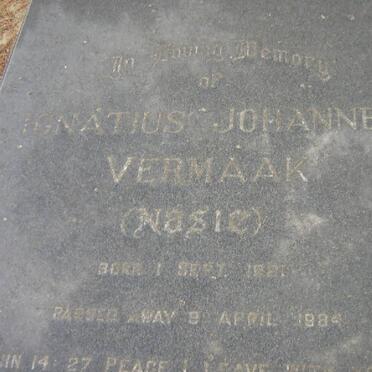 In Loving Memory
of
IGNATIUS JOHANNE
VERMAAK
(Nasie)
BORN 1 SEPT.
PASSED AWAY 9 APRIL 1984
14: 27 PEACE I LEAVE WITH